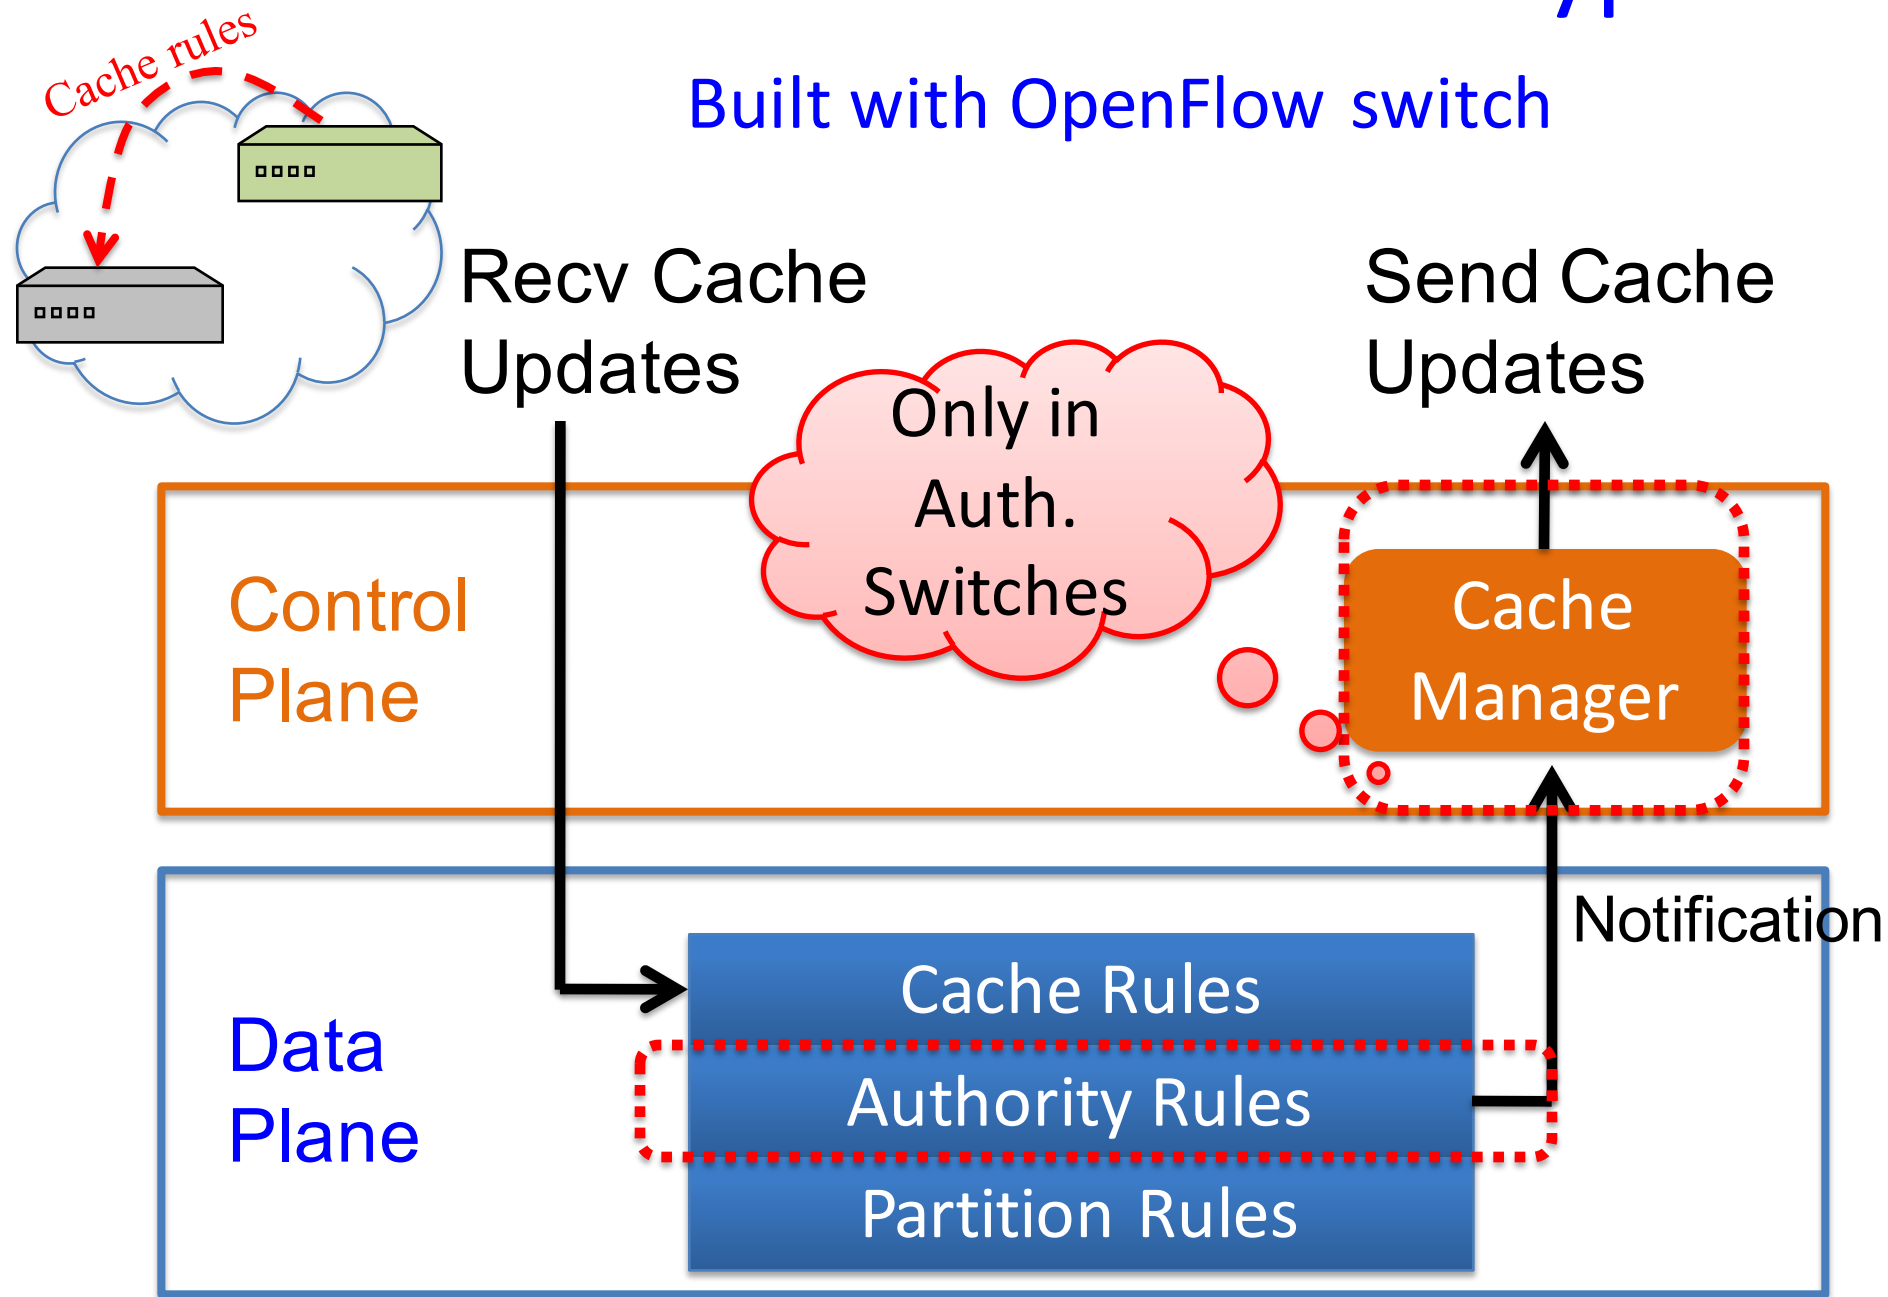 Cache rules
Built with OpenFlow switch
Recv Cache
Updates
Send Cache
Updates
Only in
Auth.
Switches
Control
Plane
Cache
Manager
Notification
Data
Plane
Cache Rules
Authority Rules
Partition Rules